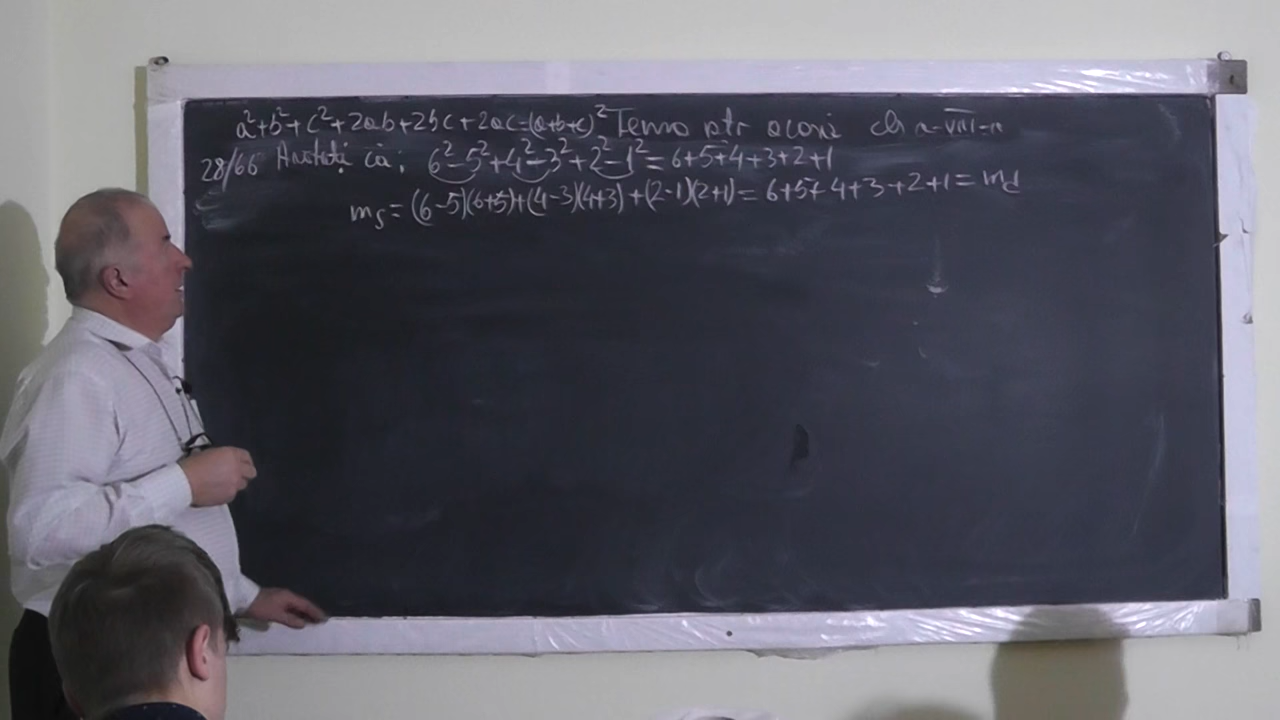 a²+b²+c²+2ab+2bc+2ac=(a+b+c)² Temă ptr acasă cls a-VIII-a
28/66 Arătați că: 6²-5²+4²-3²+2²-1²=6+5+4+3+2+1
ms=(6-5)(6+5)+(4-3)(4+3)+(2-1)(2+1)=6+5+4+3+2+1=md